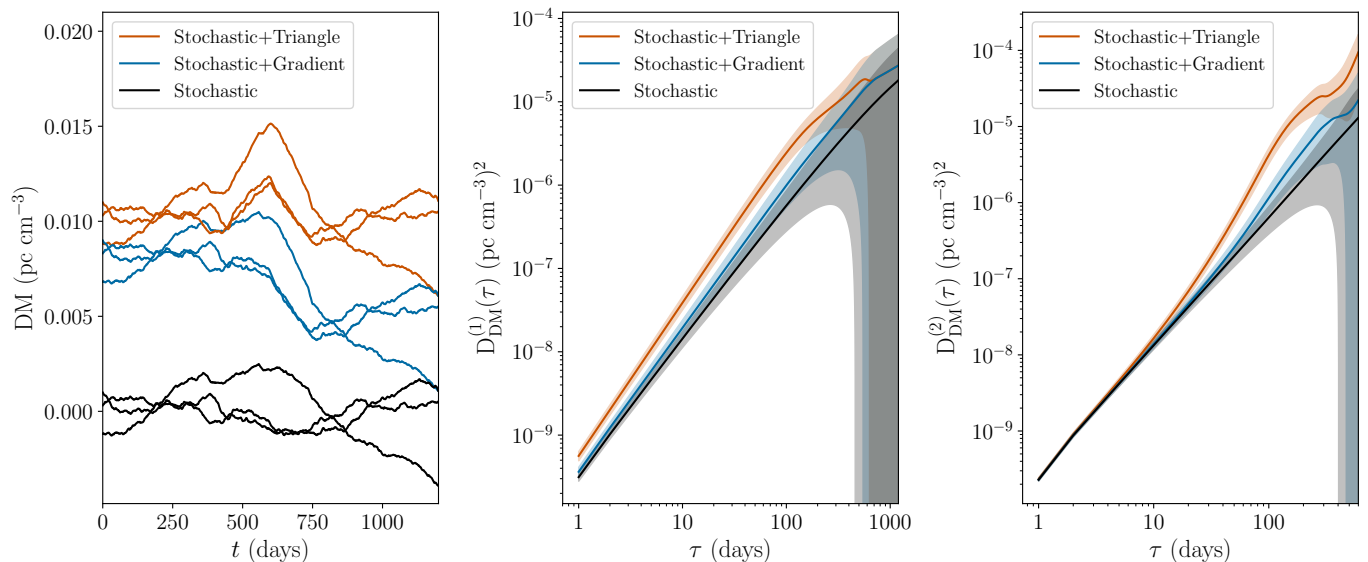 0.020
0.015
0.010
0.005
0.000
DM (pc cm⁻³)
Stochastic+Triangle
Stochastic+Gradient
Stochastic
0 250 500 750 1000
t (days)
10⁻⁴
10⁻⁵
10⁻⁶
10⁻⁷
10⁻⁸
10⁻⁹
D_DM^(1)(τ) (pc cm⁻³)²
Stochastic+Triangle
Stochastic+Gradient
Stochastic
1 10 100 1000
τ (days)
10⁻⁴
10⁻⁵
10⁻⁶
10⁻⁷
10⁻⁸
10⁻⁹
D_DM^(2)(τ) (pc cm⁻³)²
Stochastic+Triangle
Stochastic+Gradient
Stochastic
1 10 100
τ (days)